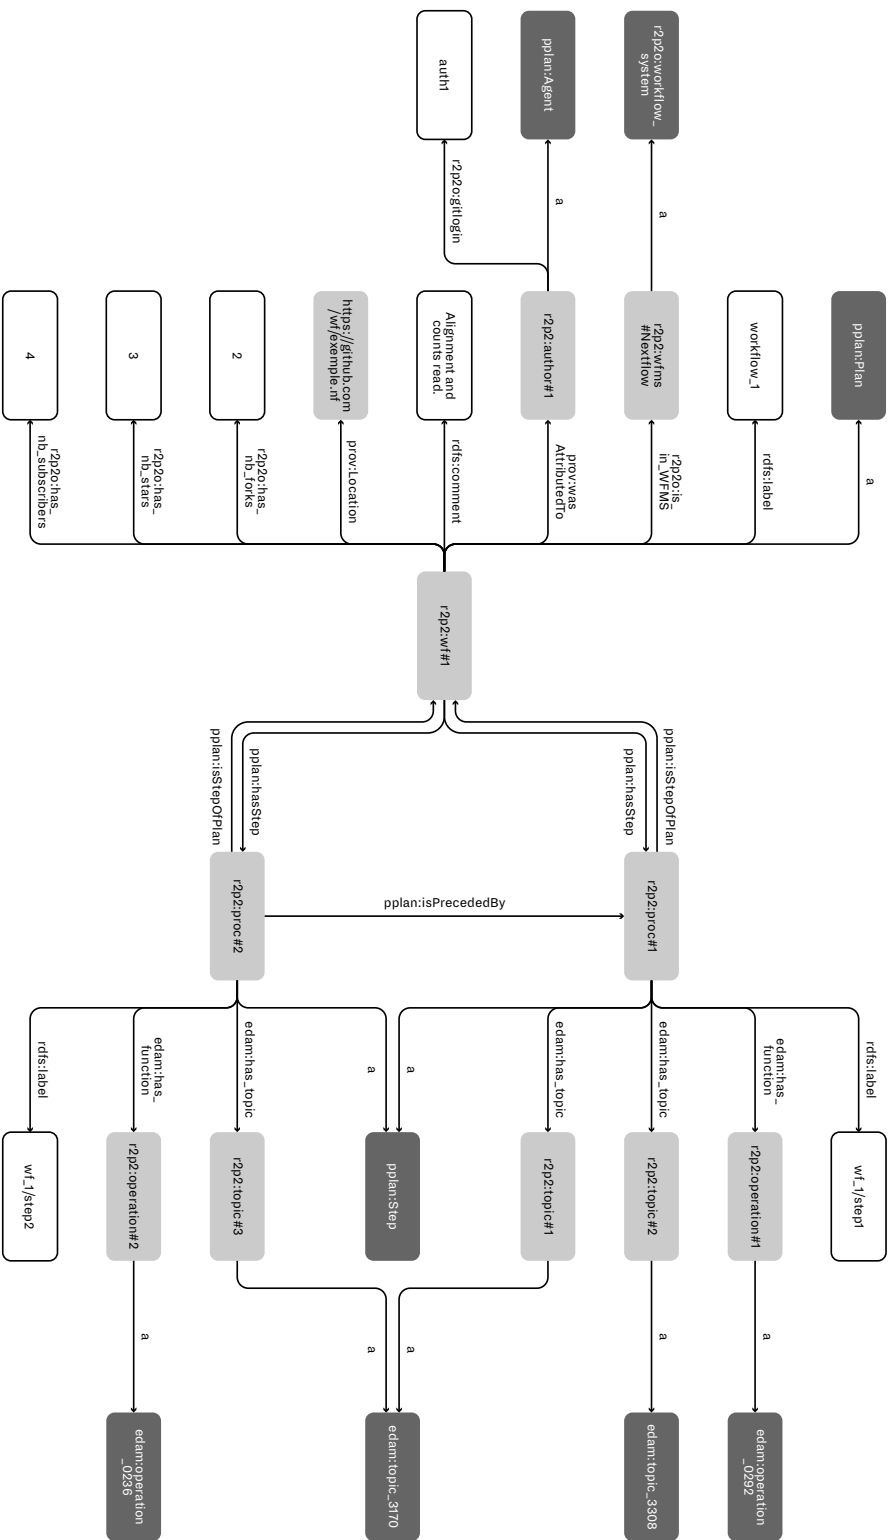 r2p2o:workflow_
system
pplan:Agent
auth1
a
a
r2p2o:gitlogin
pplan:Plan
workflow_1
r2p2:wfms
#Nextflow
r2p2:author#1
Alignment and
counts read.
https://github.com
/wf/exemple.nf
2
3
4
a
rdfs:label
r2p2o:is_
in_WFMS
prov:was
AttributedTo
rdfs:comment
prov:Location
r2p2o:has_
nb_forks
r2p2o:has_
nb_stars
r2p2o:has_
nb_subscribers
r2p2:wf#1
pplan:isStepOfPlan
pplan:hasStep
pplan:hasStep
pplan:isStepOfPlan
r2p2:proc#1
pplan:isPrecededBy
r2p2:proc#2
rdfs:label
edam:has_
function
edam:has_topic
edam:has_topic
a
a
edam:has_topic
edam:has_
function
rdfs:label
wf_1/step1
r2p2:operation#1
r2p2:topic#2
r2p2:topic#1
pplan:Step
r2p2:topic#3
r2p2:operation#2
wf_1/step2
a
a
a
a
a
edam:operation
_0292
edam:topic_3308
edam:topic_3170
edam:operation
_0236